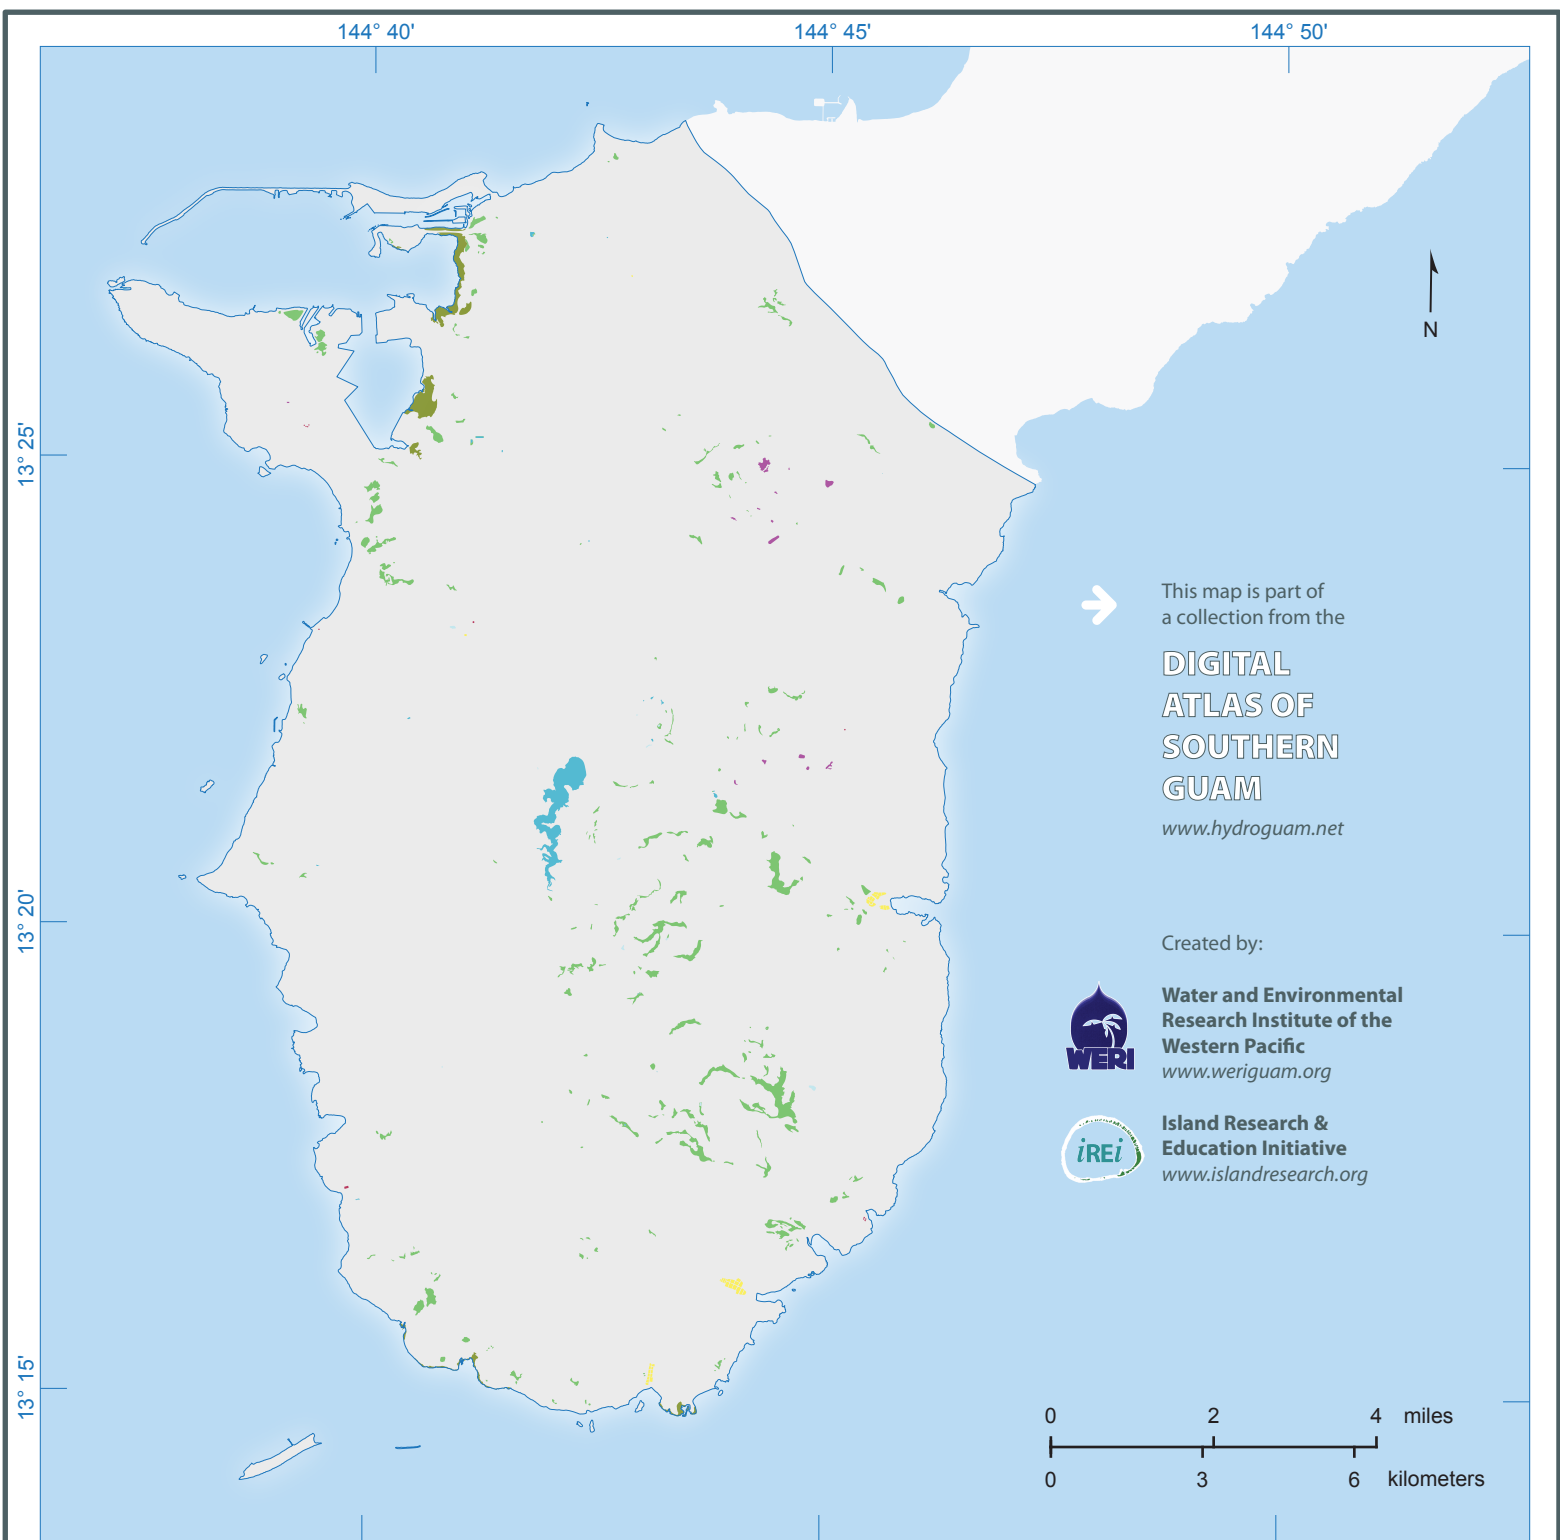 144° 40'
144° 45'
144° 50'
N
13° 25'
This map is part of
a collection from the
DIGITAL
ATLAS OF
SOUTHERN
GUAM
www.hydroguam.net
13° 20'
Created by:
Water and Environmental
Research Institute of the
Western Pacific
www.weriguam.org
WERI
Island Research &
Education Initiative
www.islandresearch.org
iREi
13° 15'
0 2 4 miles
0 3 6 kilometers